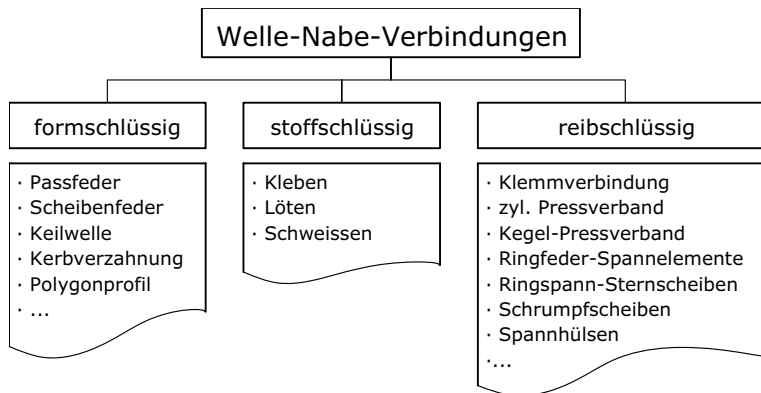 Welle-Nabe-Verbindungen
formschlüssig
stoffschlüssig
reibschlüssig
· Passfeder
· Scheibenfeder
· Keilwelle
· Kerbverzahnung
· Polygonprofil
· ...
· Kleben
· Löten
· Schweissen
· Klemmverbindung
· zyl. Pressverband
· Kegel-Pressverband
· Ringfeder-Spannelemente
· Ringspann-Sternscheiben
· Schrumpfscheiben
· Spannhülsen
·...